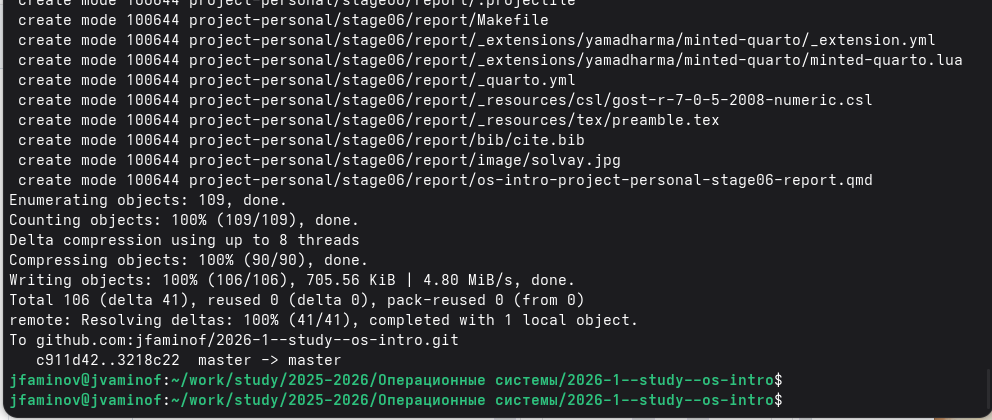 create mode 100644 project-personal/stage06/report/.projectile
create mode 100644 project-personal/stage06/report/Makefile
create mode 100644 project-personal/stage06/report/_extensions/yamadharma/minted-quarto/_extension.yml
create mode 100644 project-personal/stage06/report/_extensions/yamadharma/minted-quarto/minted-quarto.lua
create mode 100644 project-personal/stage06/report/_quarto.yml
create mode 100644 project-personal/stage06/report/_resources/csl/gost-r-7-0-5-2008-numeric.csl
create mode 100644 project-personal/stage06/report/_resources/tex/preamble.tex
create mode 100644 project-personal/stage06/report/bib/cite.bib
create mode 100644 project-personal/stage06/report/image/solvay.jpg
create mode 100644 project-personal/stage06/report/os-intro-project-personal-stage06-report.qmd
Enumerating objects: 109, done.
Counting objects: 100% (109/109), done.
Delta compression using up to 8 threads
Compressing objects: 100% (90/90), done.
Writing objects: 100% (106/106), 705.56 KiB | 4.80 MiB/s, done.
Total 106 (delta 41), reused 0 (delta 0), pack-reused 0 (from 0)
remote: Resolving deltas: 100% (41/41), completed with 1 local object.
To github.com:jfaminof/2026-1--study--os-intro.git
   c911d42..3218c22  master -> master
jfaminov@jvaminof:~/work/study/2025-2026/Операционные системы/2026-1--study--os-intro$
jfaminov@jvaminof:~/work/study/2025-2026/Операционные системы/2026-1--study--os-intro$